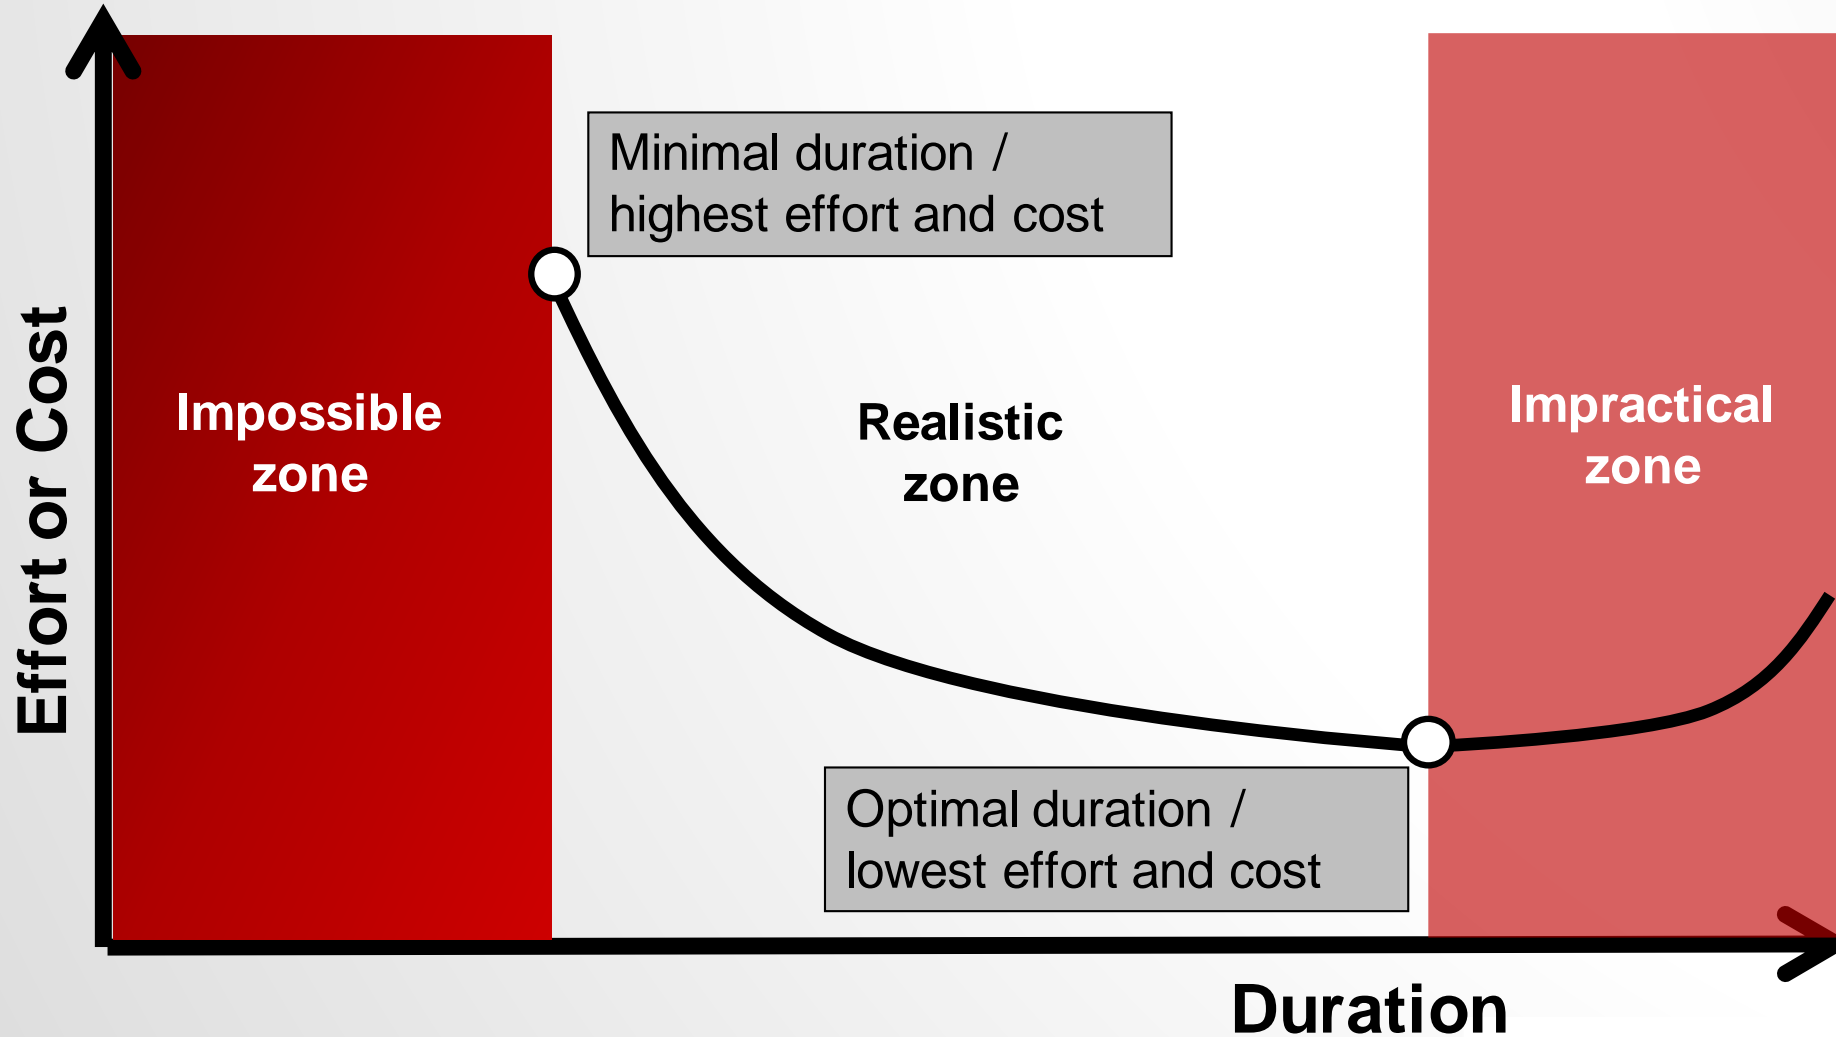 Minimal duration /
highest effort and cost
Effort or Cost
Impossible
zone
Realistic
zone
Impractical
zone
Optimal duration /
lowest effort and cost
Duration